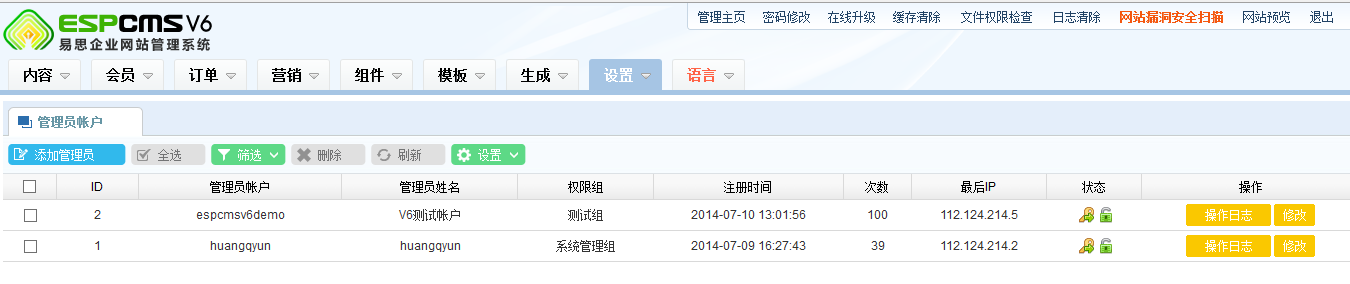 ESPCMS V6
易思企业网站管理系统
管理主页 密码修改 在线升级 缓存清除 文件权限检查 日志清除 网站漏洞安全扫描 网站预览 退出
内容 会员 订单 营销 组件 模板 生成 设置 语言
管理员帐户
添加管理员 全选 筛选 删除 刷新 设置
ID 管理员帐户 管理员姓名 权限组 注册时间 次数 最后IP 状态 操作
2 espcmsv6demo V6测试帐户 测试组 2014-07-10 13:01:56 100 112.124.214.5 操作日志 修改
1 huangqyun huangqyun 系统管理组 2014-07-09 16:27:43 39 112.124.214.2 操作日志 修改